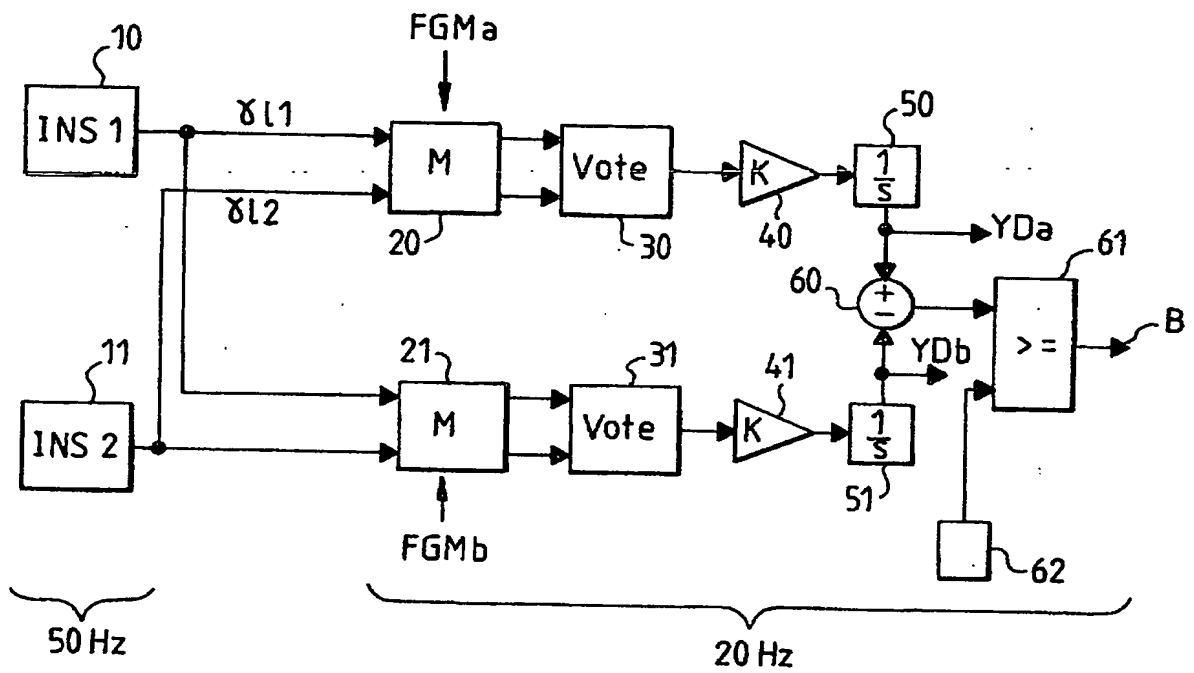 FGMa
10
INS 1
γl1
γl2
M
20
Vote
30
K
40
50
1
s
YDa
60
+
−
61
>=
B
11
INS 2
21
M
FGMb
31
Vote
41
K
1
s
51
YDb
62
50 Hz
20 Hz